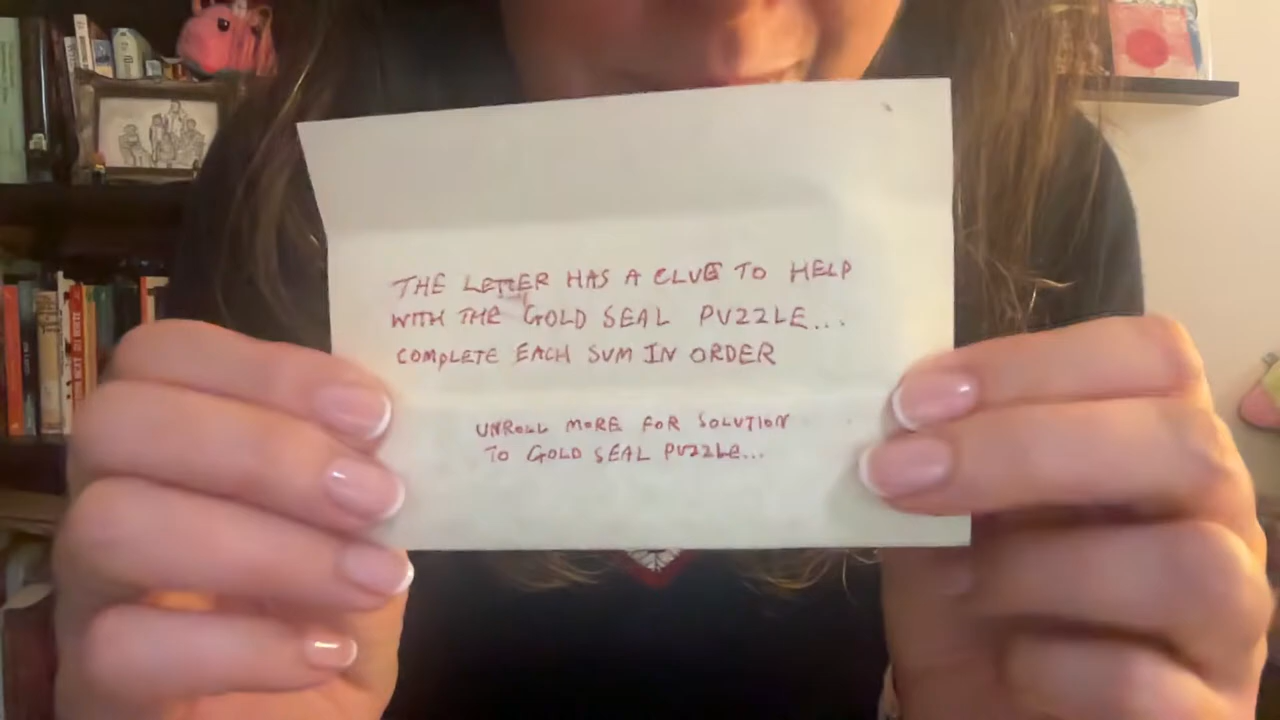 THE LETTER HAS A CLUE TO HELP
WITH THE GOLD SEAL PUZZLE...
COMPLETE EACH SUM IN ORDER
UNROLL MORE FOR SOLUTION
TO GOLD SEAL PUZZLE...